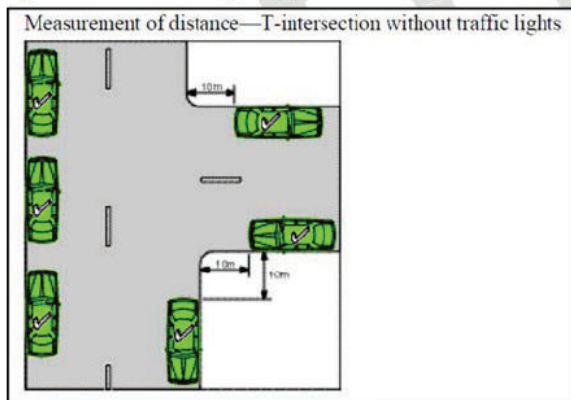 Measurement of distance—T-intersection without traffic lights
10m
10m
10m